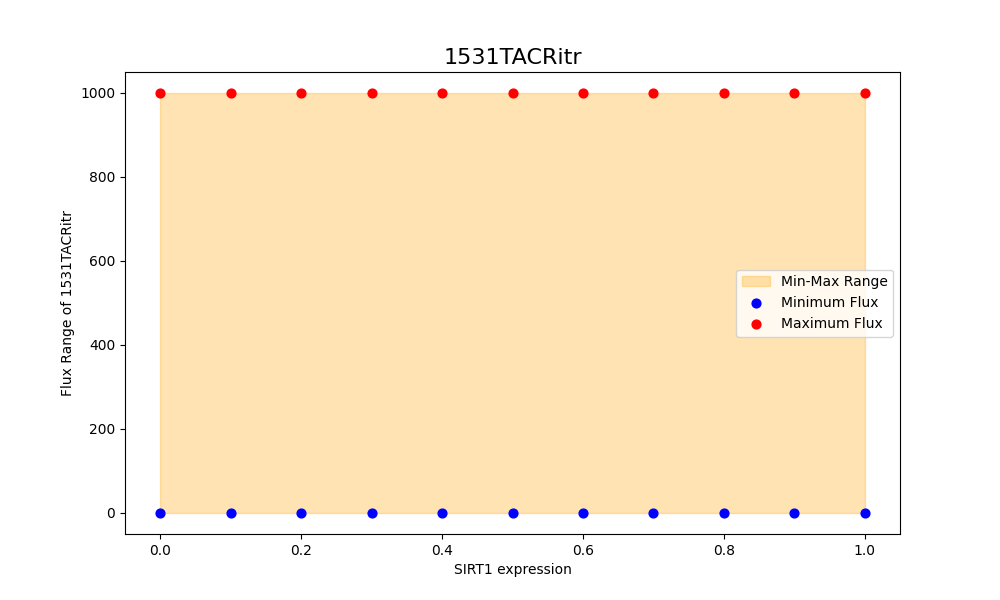 1531TACRitr
1000
800
600
400
200
0
Flux Range of 1531TACRitr
Min-Max Range
Minimum Flux
Maximum Flux
0.0
0.2
0.4
0.6
0.8
1.0
SIRT1 expression